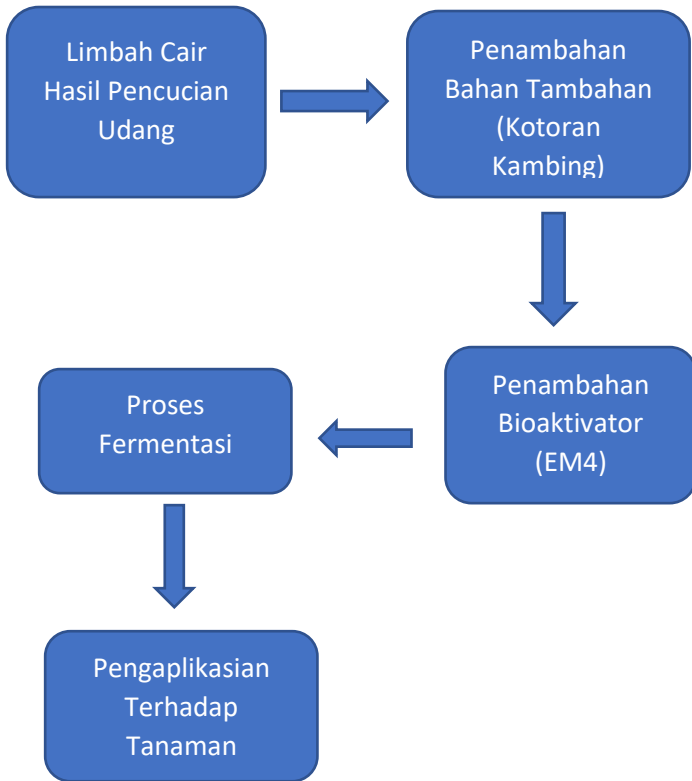 Limbah Cair
Hasil Pencucian
Udang
Penambahan
Bahan Tambahan
(Kotoran
Kambing)
Penambahan
Bioaktivator
(EM4)
Proses
Fermentasi
Pengaplikasian
Terhadap
Tanaman